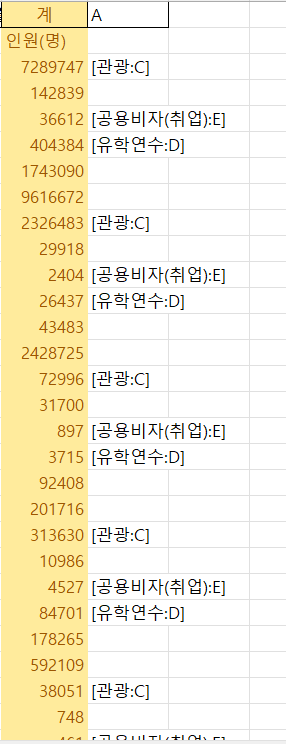 계 A
인원(명)
7289747 [관광:C]
142839
36612 [공용비자(취업):E]
404384 [유학연수:D]
1743090
9616672
2326483 [관광:C]
29918
2404 [공용비자(취업):E]
26437 [유학연수:D]
43483
2428725
72996 [관광:C]
31700
897 [공용비자(취업):E]
3715 [유학연수:D]
92408
201716
313630 [관광:C]
10986
4527 [공용비자(취업):E]
84701 [유학연수:D]
178265
592109
38051 [관광:C]
748